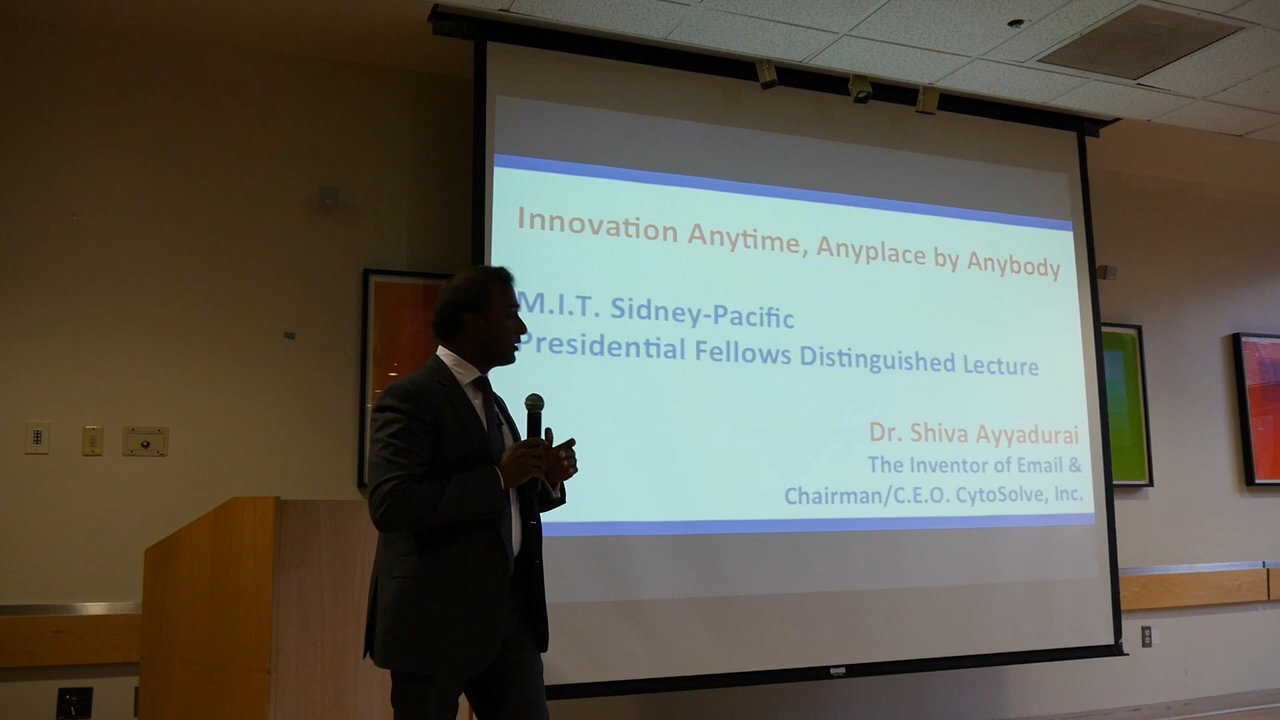 Innovation Anytime, Anyplace by Anybody
M.I.T. Sidney-Pacific
Presidential Fellows Distinguished Lecture
Dr. Shiva Ayyadurai
The Inventor of Email &
Chairman/C.E.O. CytoSolve, Inc.